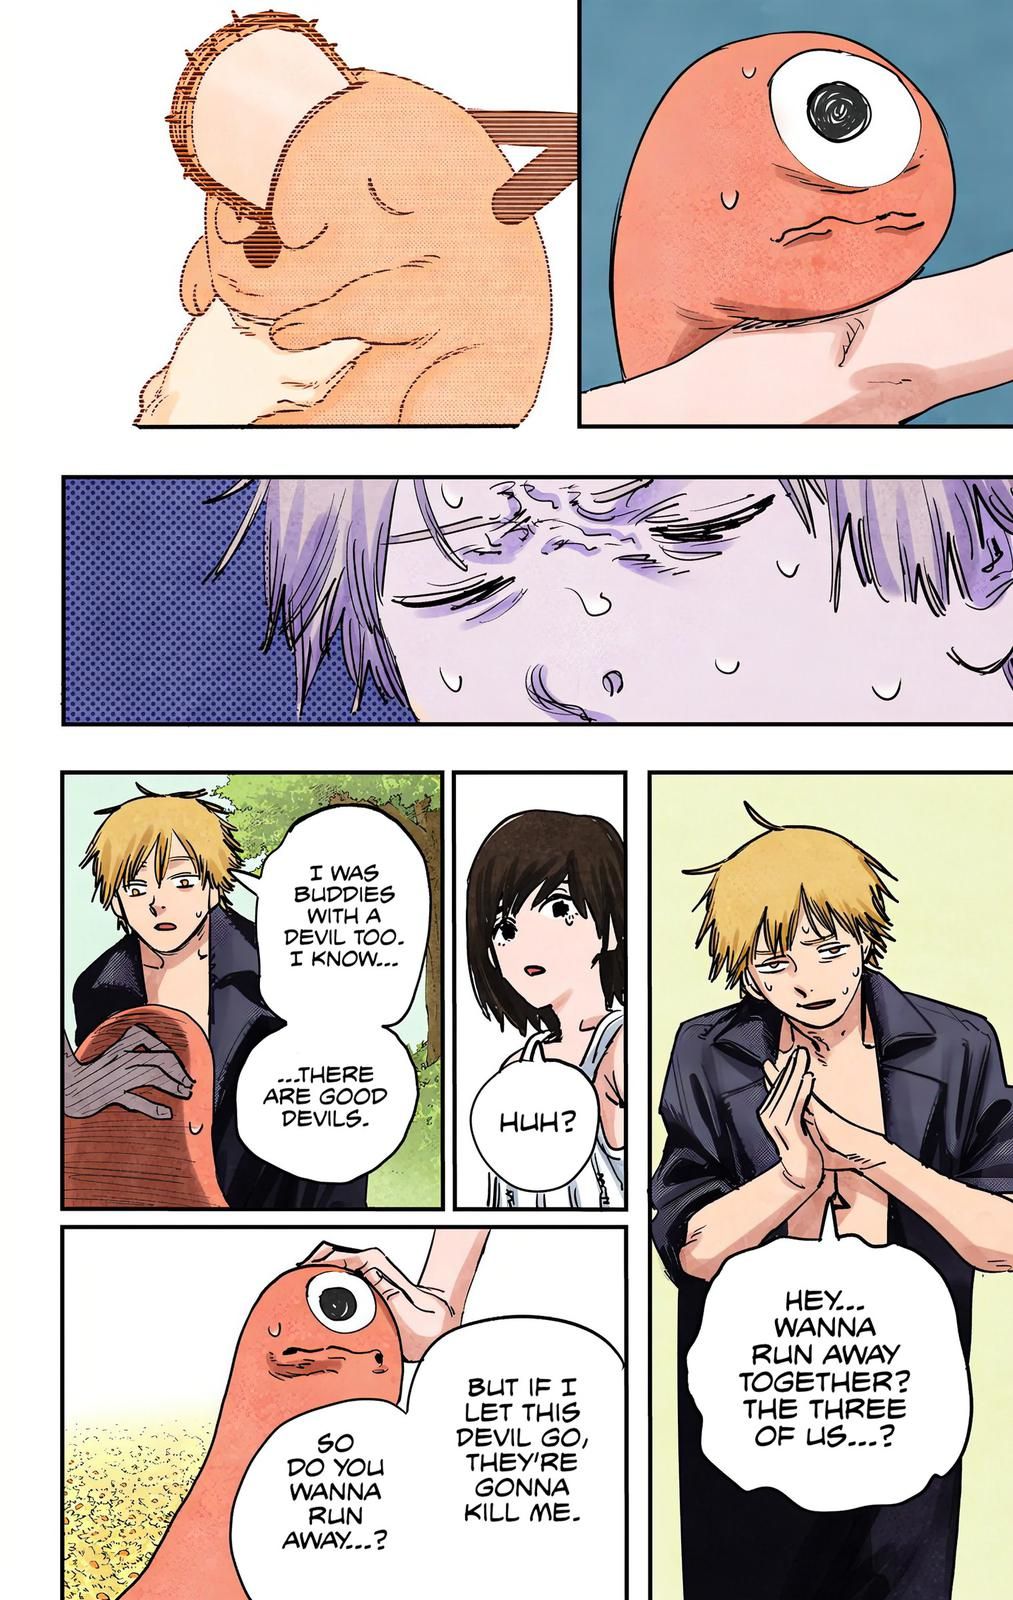 HEY...
WANNA
RUN AWAY
TOGETHER?
THE THREE
OF US...?
HUH?
I WAS
BUDDIES
WITH A
DEVIL TOO.
I KNOW...
...THERE
ARE GOOD
DEVILS.
BUT IF I
LET THIS
DEVIL GO,
THEY'RE
GONNA
KILL ME.
SO
DO YOU
WANNA
RUN
AWAY...?